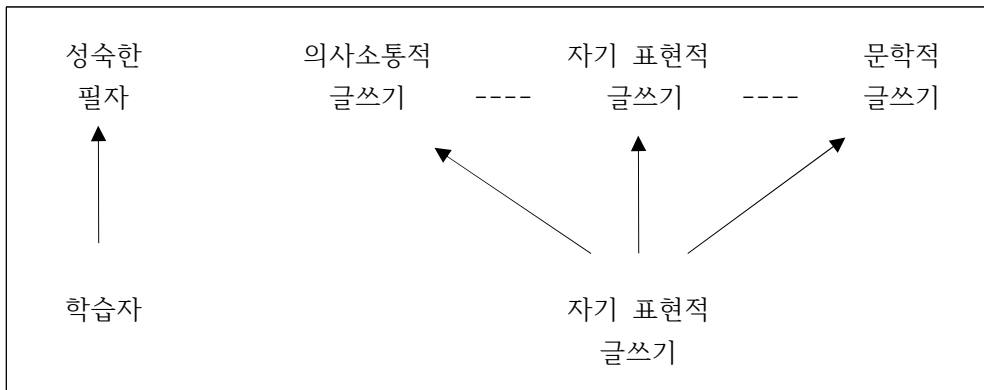 성숙한 의사소통적 자기 표현적 문학적
필자 글쓰기 ---- 글쓰기 ---- 글쓰기
학습자 자기 표현적
글쓰기